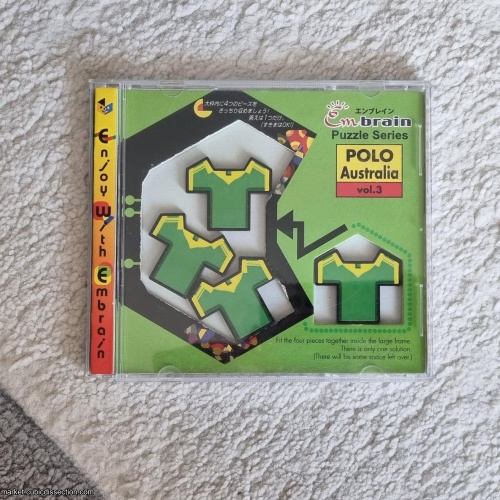 Enjoy With Embrain
大枠内に4つのピースを
きっちり収めましょう!
答えは1つだけ。
(すきまはOK!)
エンブレイン
Embrain
Puzzle Series
POLO
Australia
vol.3
Fit the four pieces together inside the large frame.
There is only one solution.
(There will be some space left over.)
market.cubicdissection.com